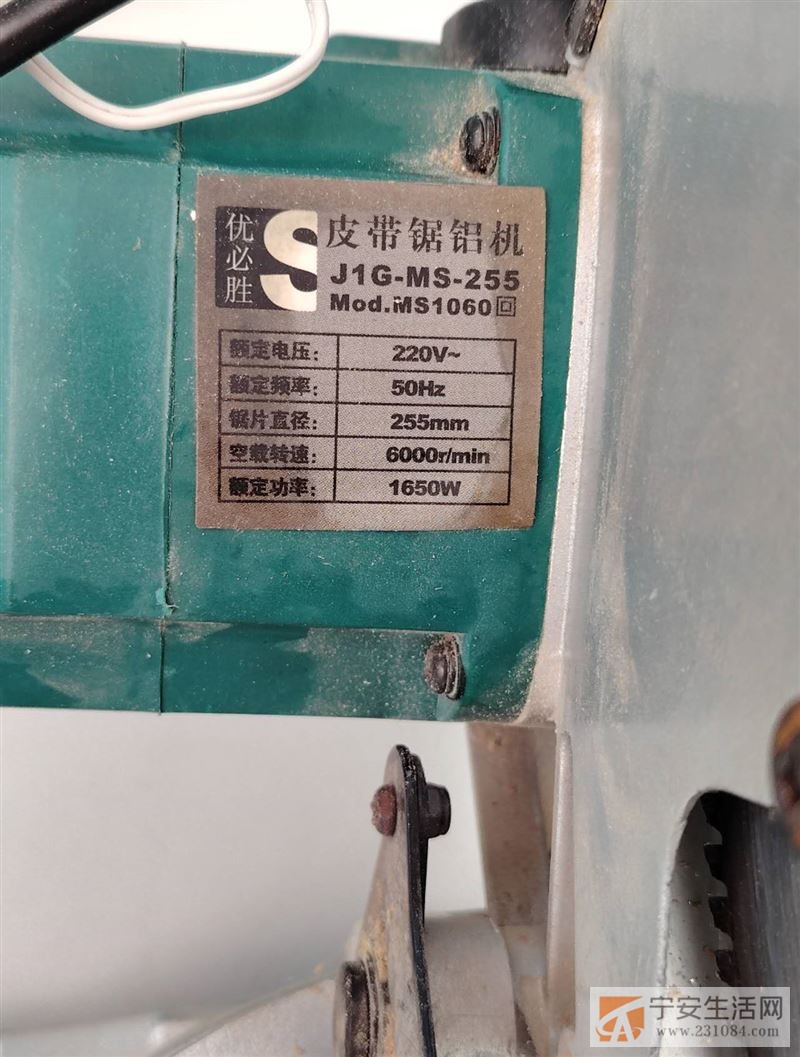 优必胜
S
皮带锯铝机
J1G-MS-255
Mod.MS1060回
额定电压: 220V~
额定频率: 50Hz
锯片直径: 255mm
空载转速: 6000r/min
额定功率: 1650W
宁安生活网
www.231084.com